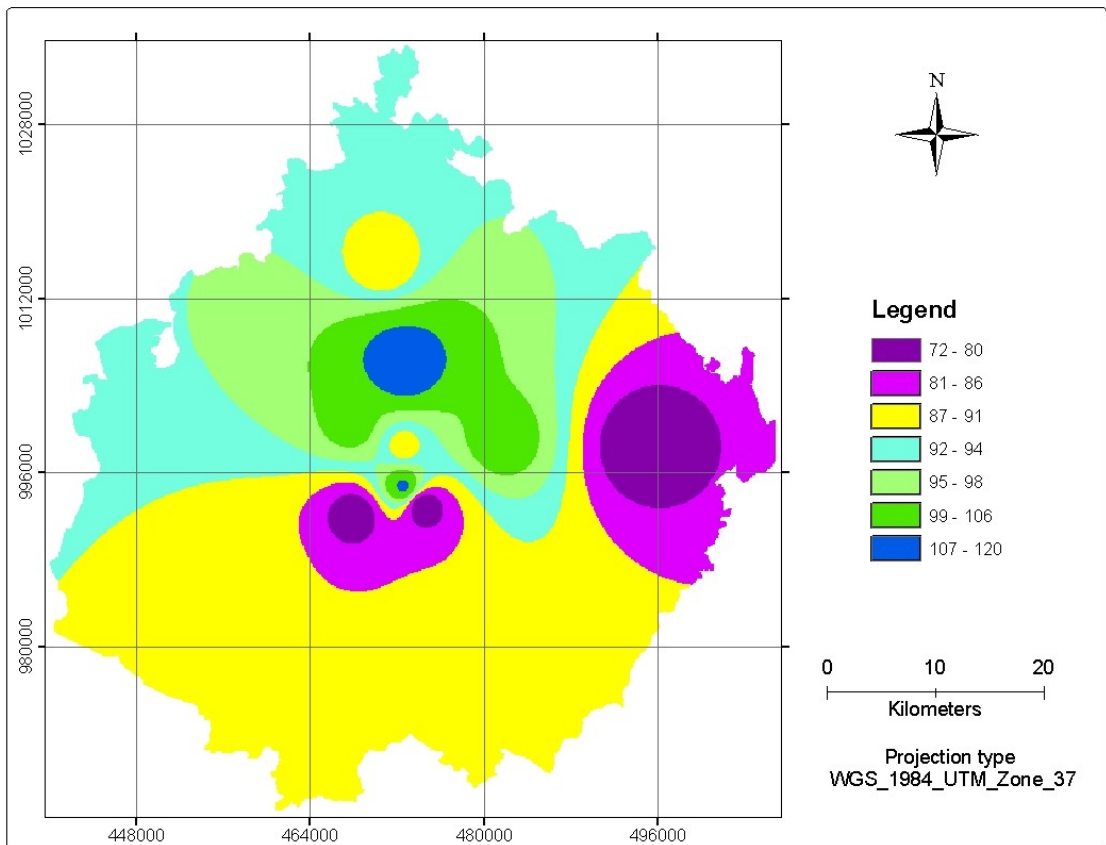 N
1028000
1012000
996000
980000
448000
464000
480000
496000
Legend
72 - 80
81 - 86
87 - 91
92 - 94
95 - 98
99 - 106
107 - 120
0 10 20
Kilometers
Projection type
WGS_1984_UTM_Zone_37